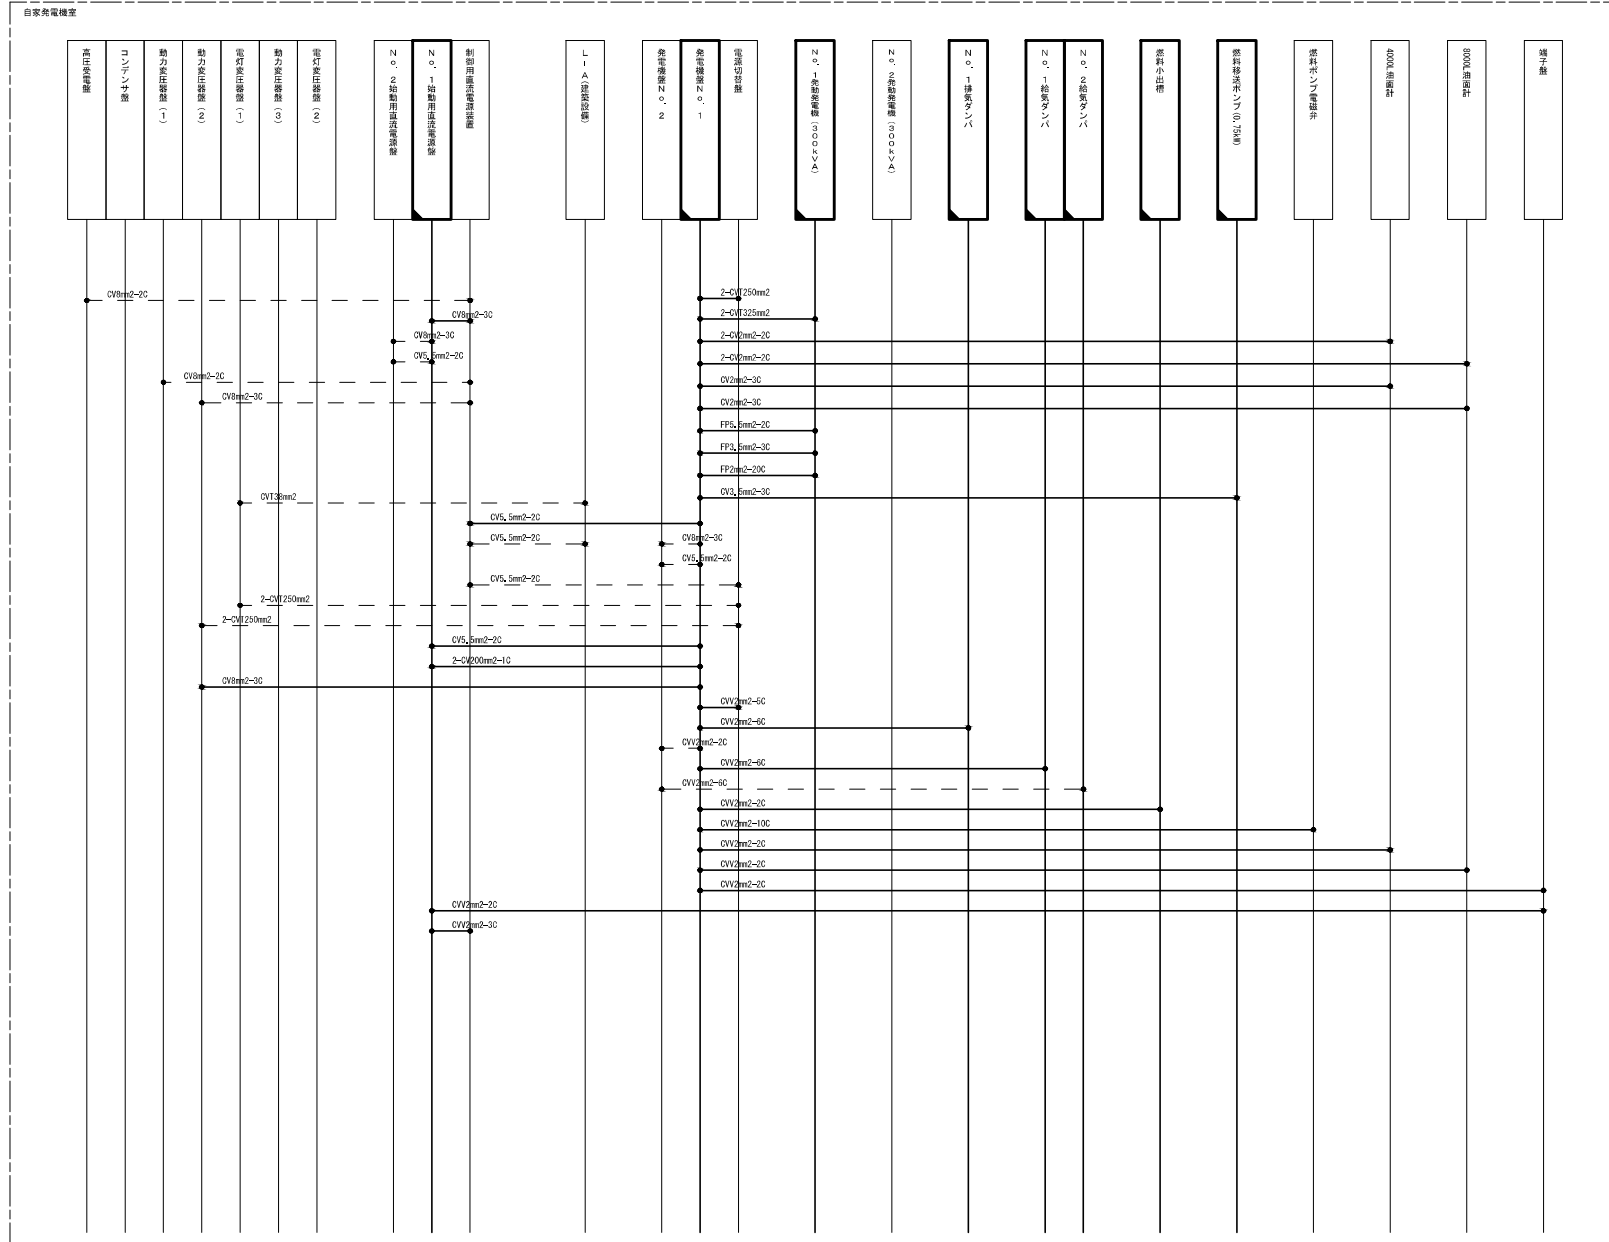 自家発電機室
高圧受電盤
コンデンサ盤
動力変圧器盤（1）
動力変圧器盤（2）
電灯変圧器盤（1）
動力変圧器盤（3）
電灯変圧器盤（2）
No．2始動用直流電源盤
No．1始動用直流電源盤
制御用直流電源装置
L－1A（建築設備）
発電機盤No．2
発電機盤No．1
電源切替盤
No．1発動発電機（300kVA）
No．2発動発電機（300kVA）
No．1排気ダンパ
No．1給気ダンパ
No．2給気ダンパ
燃料小出槽
燃料移送ポンプ（0．75kW）
燃料ポンプ電磁弁
4000L油面計
8000L油面計
端子盤
CV8mm2-2C
2-CVT250mm2
CV8mm2-3C
2-CVT325mm2
CV8mm2-3C
2-CV2mm2-2C
CV5.5mm2-2C
2-CV2mm2-2C
CV8mm2-2C
CV2mm2-3C
CV8mm2-3C
CV2mm2-3C
FP5.5mm2-2C
FP3.5mm2-3C
FP2mm2-20C
CVT38mm2
CV3.5mm2-3C
CV5.5mm2-2C
CV5.5mm2-2C
CV8mm2-3C
CV5.5mm2-2C
CV5.5mm2-2C
2-CVT250mm2
2-CVT250mm2
CV5.5mm2-2C
2-CV200mm2-1C
CV8mm2-3C
CVV2mm2-5C
CVV2mm2-6C
CVV2mm2-2C
CVV2mm2-6C
CVV2mm2-6C
CVV2mm2-2C
CVV2mm2-10C
CVV2mm2-2C
CVV2mm2-2C
CVV2mm2-2C
CVV2mm2-2C
CVV2mm2-3C